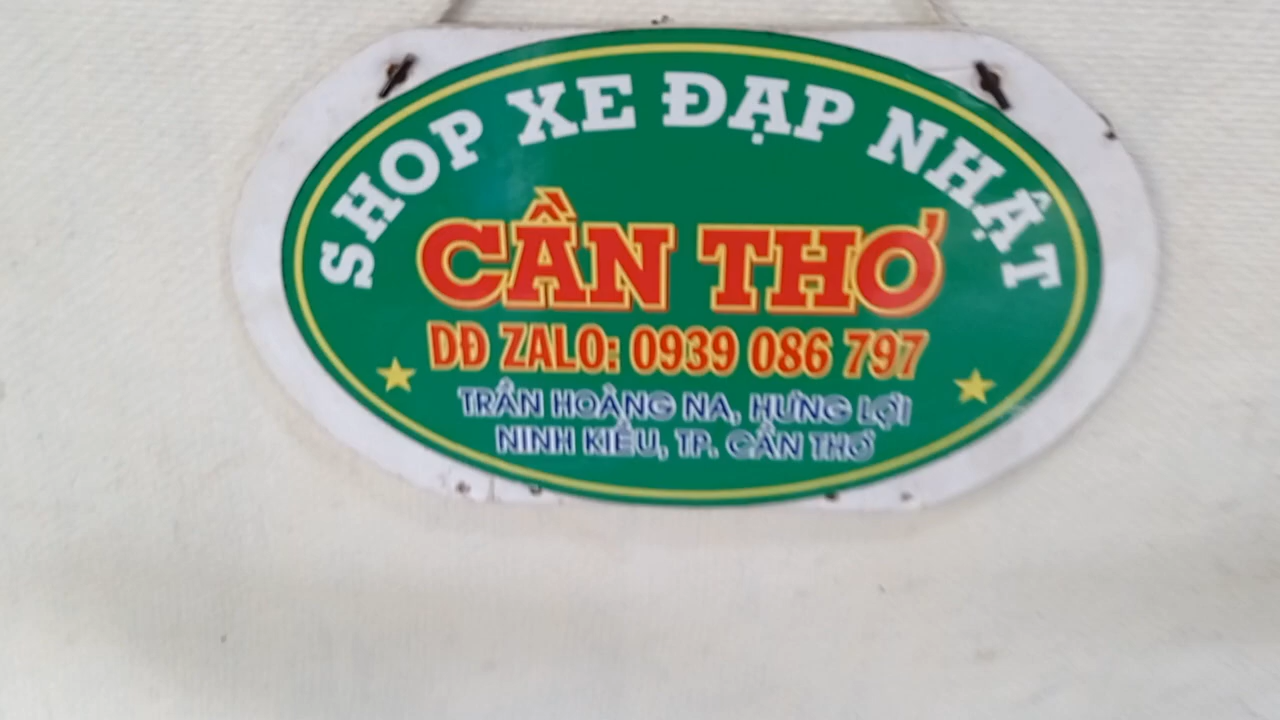 SHOP XE ĐẠP NHẬT
CẦN THƠ
DĐ ZALO: 0939 086 797
TRẦN HOÀNG NA, HƯNG LỢI
NINH KIỀU, TP. CẦN THƠ